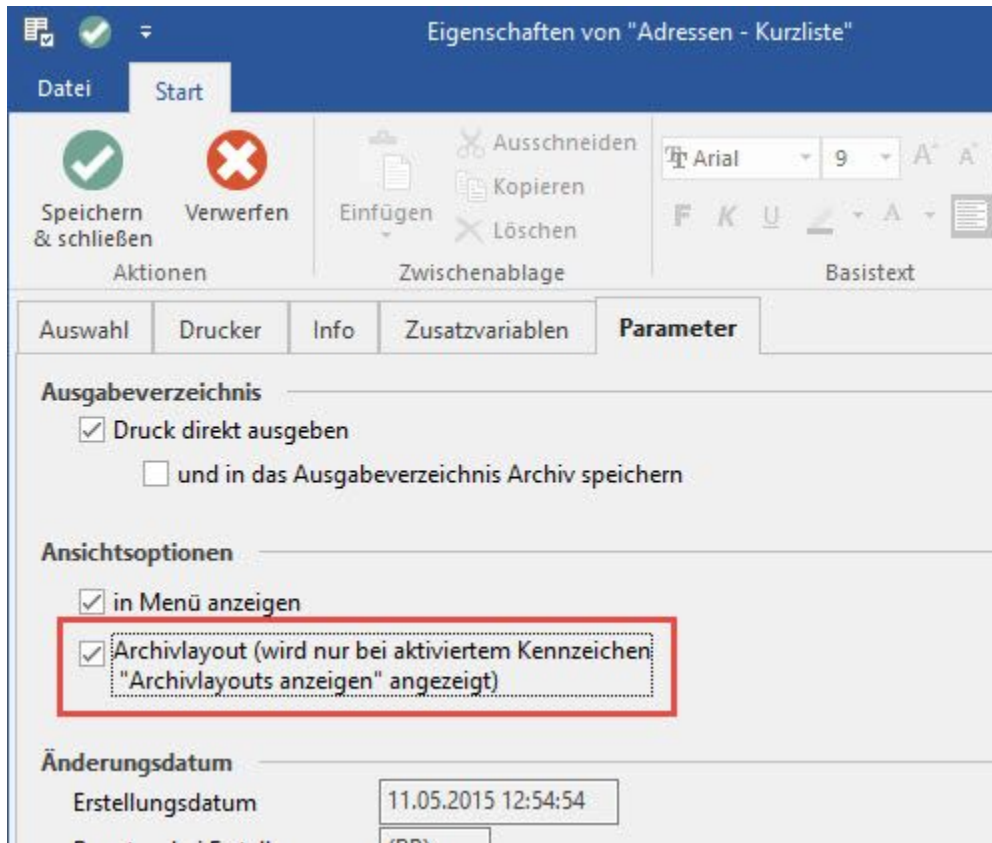 Eigenschaften von "Adressen - Kurzliste"
Datei
Start
Speichern
& schließen
Verwerfen
Einfügen
Ausschneiden
Kopieren
Löschen
Arial
9
A
A
F K U
A
Aktionen
Zwischenablage
Basistext
Auswahl
Drucker
Info
Zusatzvariablen
Parameter
Ausgabeverzeichnis
Druck direkt ausgeben
und in das Ausgabeverzeichnis Archiv speichern
Ansichtsoptionen
in Menü anzeigen
Archivlayout (wird nur bei aktiviertem Kennzeichen
"Archivlayouts anzeigen" angezeigt)
Änderungsdatum
Erstellungsdatum
11.05.2015 12:54:54